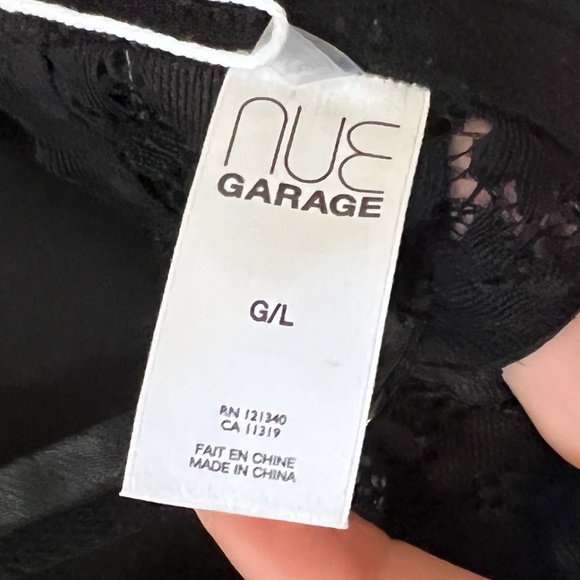 nuE
GARAGE
G/L
RN 121340
CA 11319
FAIT EN CHINE
MADE IN CHINA